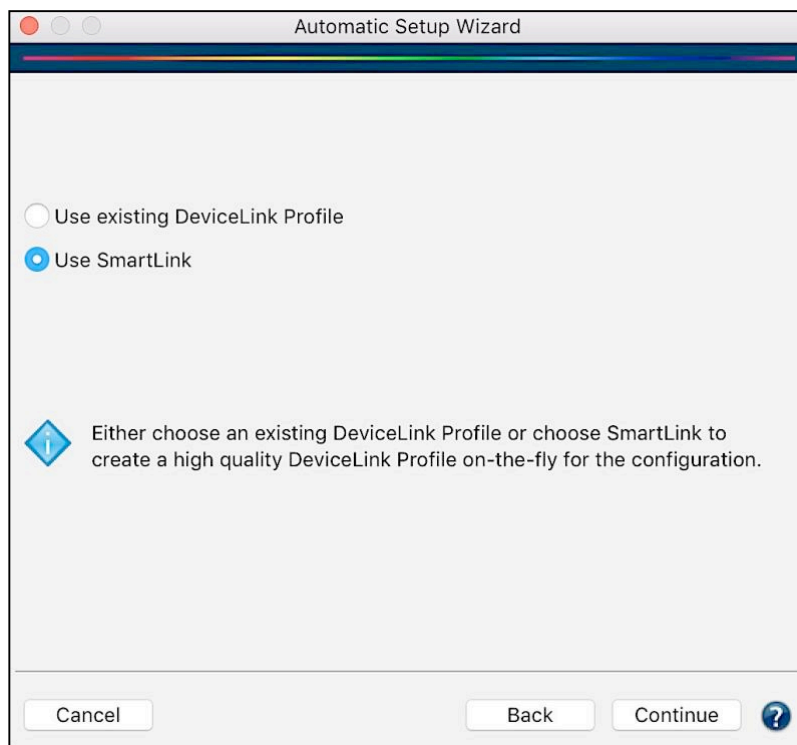 Automatic Setup Wizard
Use existing DeviceLink Profile
Use SmartLink
Either choose an existing DeviceLink Profile or choose SmartLink to
create a high quality DeviceLink Profile on-the-fly for the configuration.
Cancel
Back
Continue
?